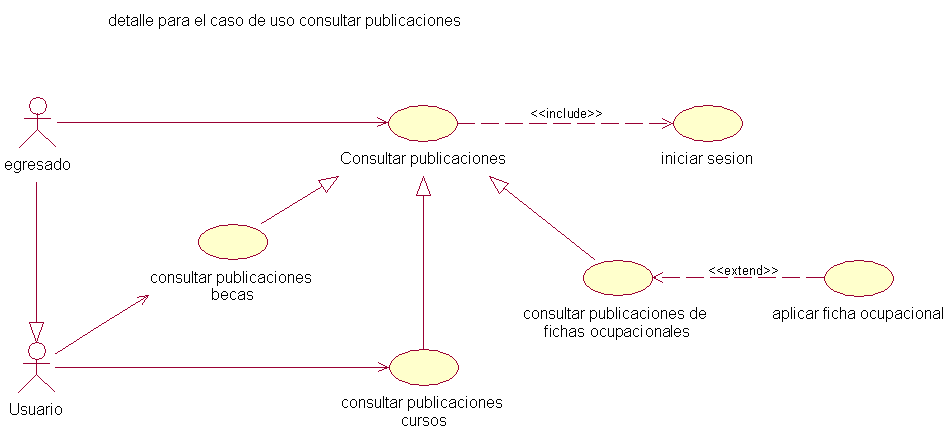 detalle para el caso de uso consultar publicaciones
<<include>>
egresado
Consultar publicaciones
iniciar sesion
<<extend>>
consultar publicaciones
becas
consultar publicaciones de
fichas ocupacionales
aplicar ficha ocupacional
Usuario
consultar publicaciones
cursos